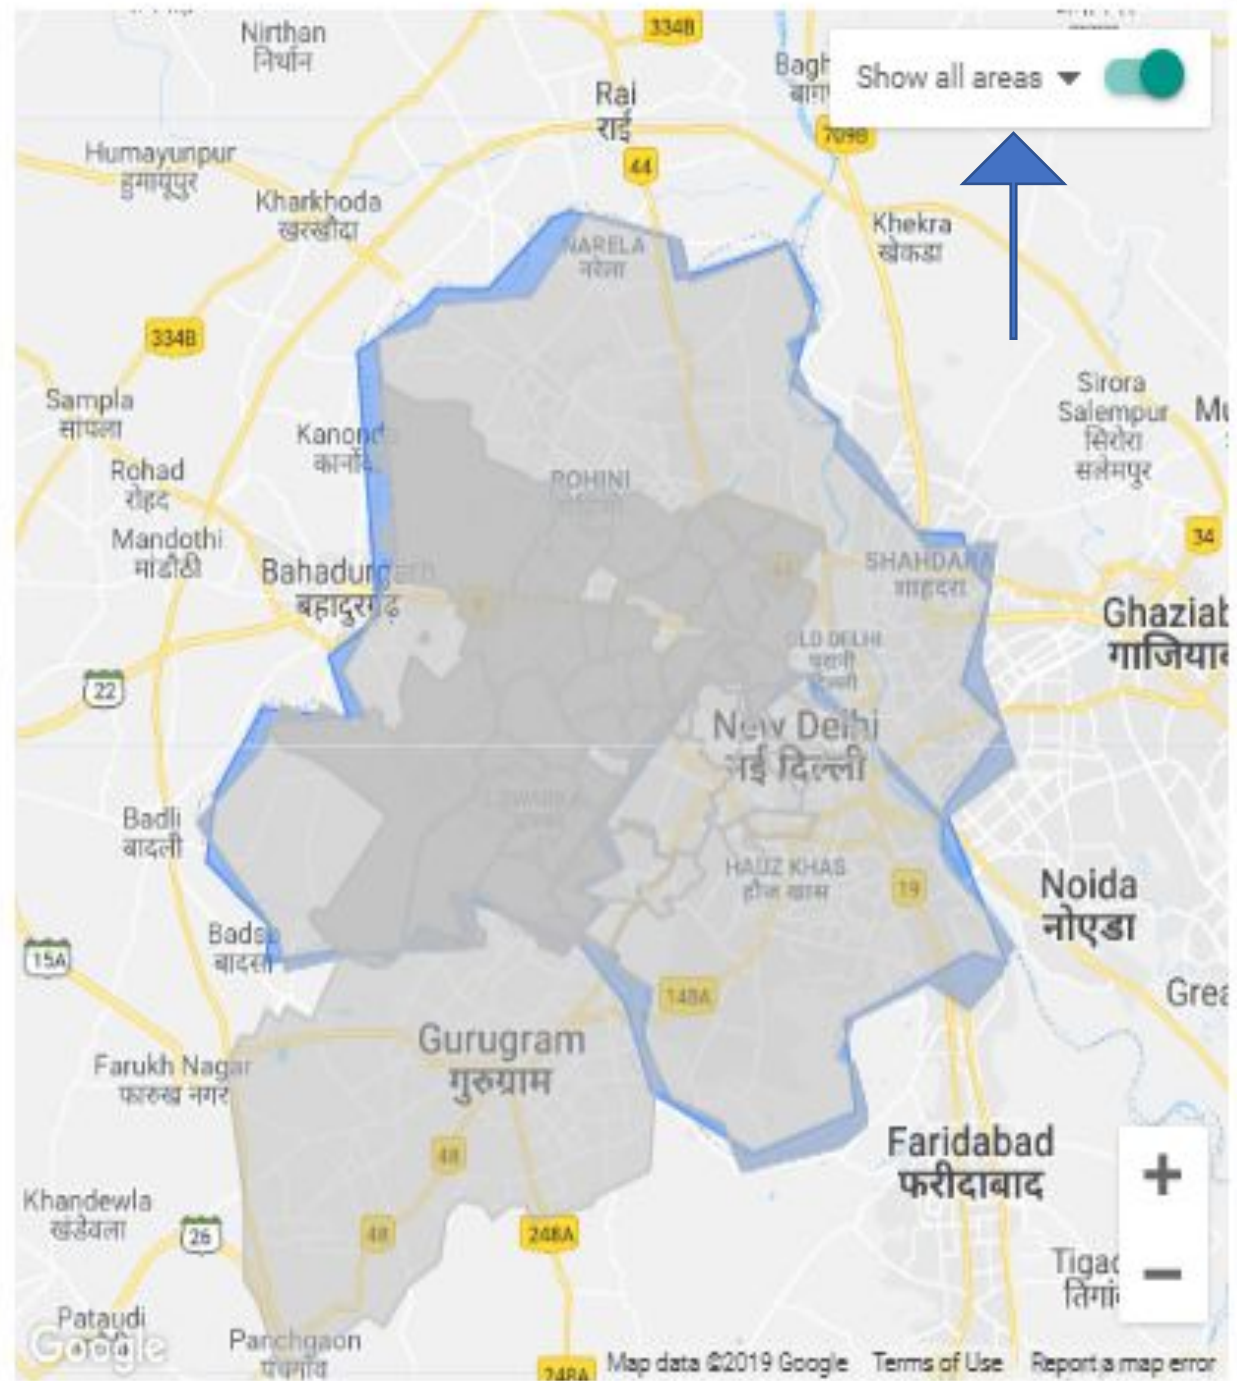 Nirthan
निर्थान
334B
Rai
राई
Show all areas
709B
Humayunpur
हुमायूंपुर
44
Kharkhoda
खरखौदा
Khekra
खेकडा
NARELA
नरेला
334B
Sampla
सांपला
Sirora
Salempur
सिरोरा
सलेमपुर
Rohad
रोहद
ROHINI
34
Mandothi
मांडौठी
SHAHDARA
शाहदरा
बहादुरगढ़
22
OLD DELHI
पुरानी
दिल्ली
New Delhi
नई दिल्ली
Badli
बादली
HAUZ KHAS
हौज खास
19
Noida
नोएडा
15A
148A
Gurugram
गुरुग्राम
Farukh Nagar
फारुख नगर
48
Faridabad
फरीदाबाद
+
Khandewla
खंडेवला
26
48
248A
−
Pataudi
Google
Panchgaon
पंचगांव
248A
Map data ©2019 Google Terms of Use Report a map error